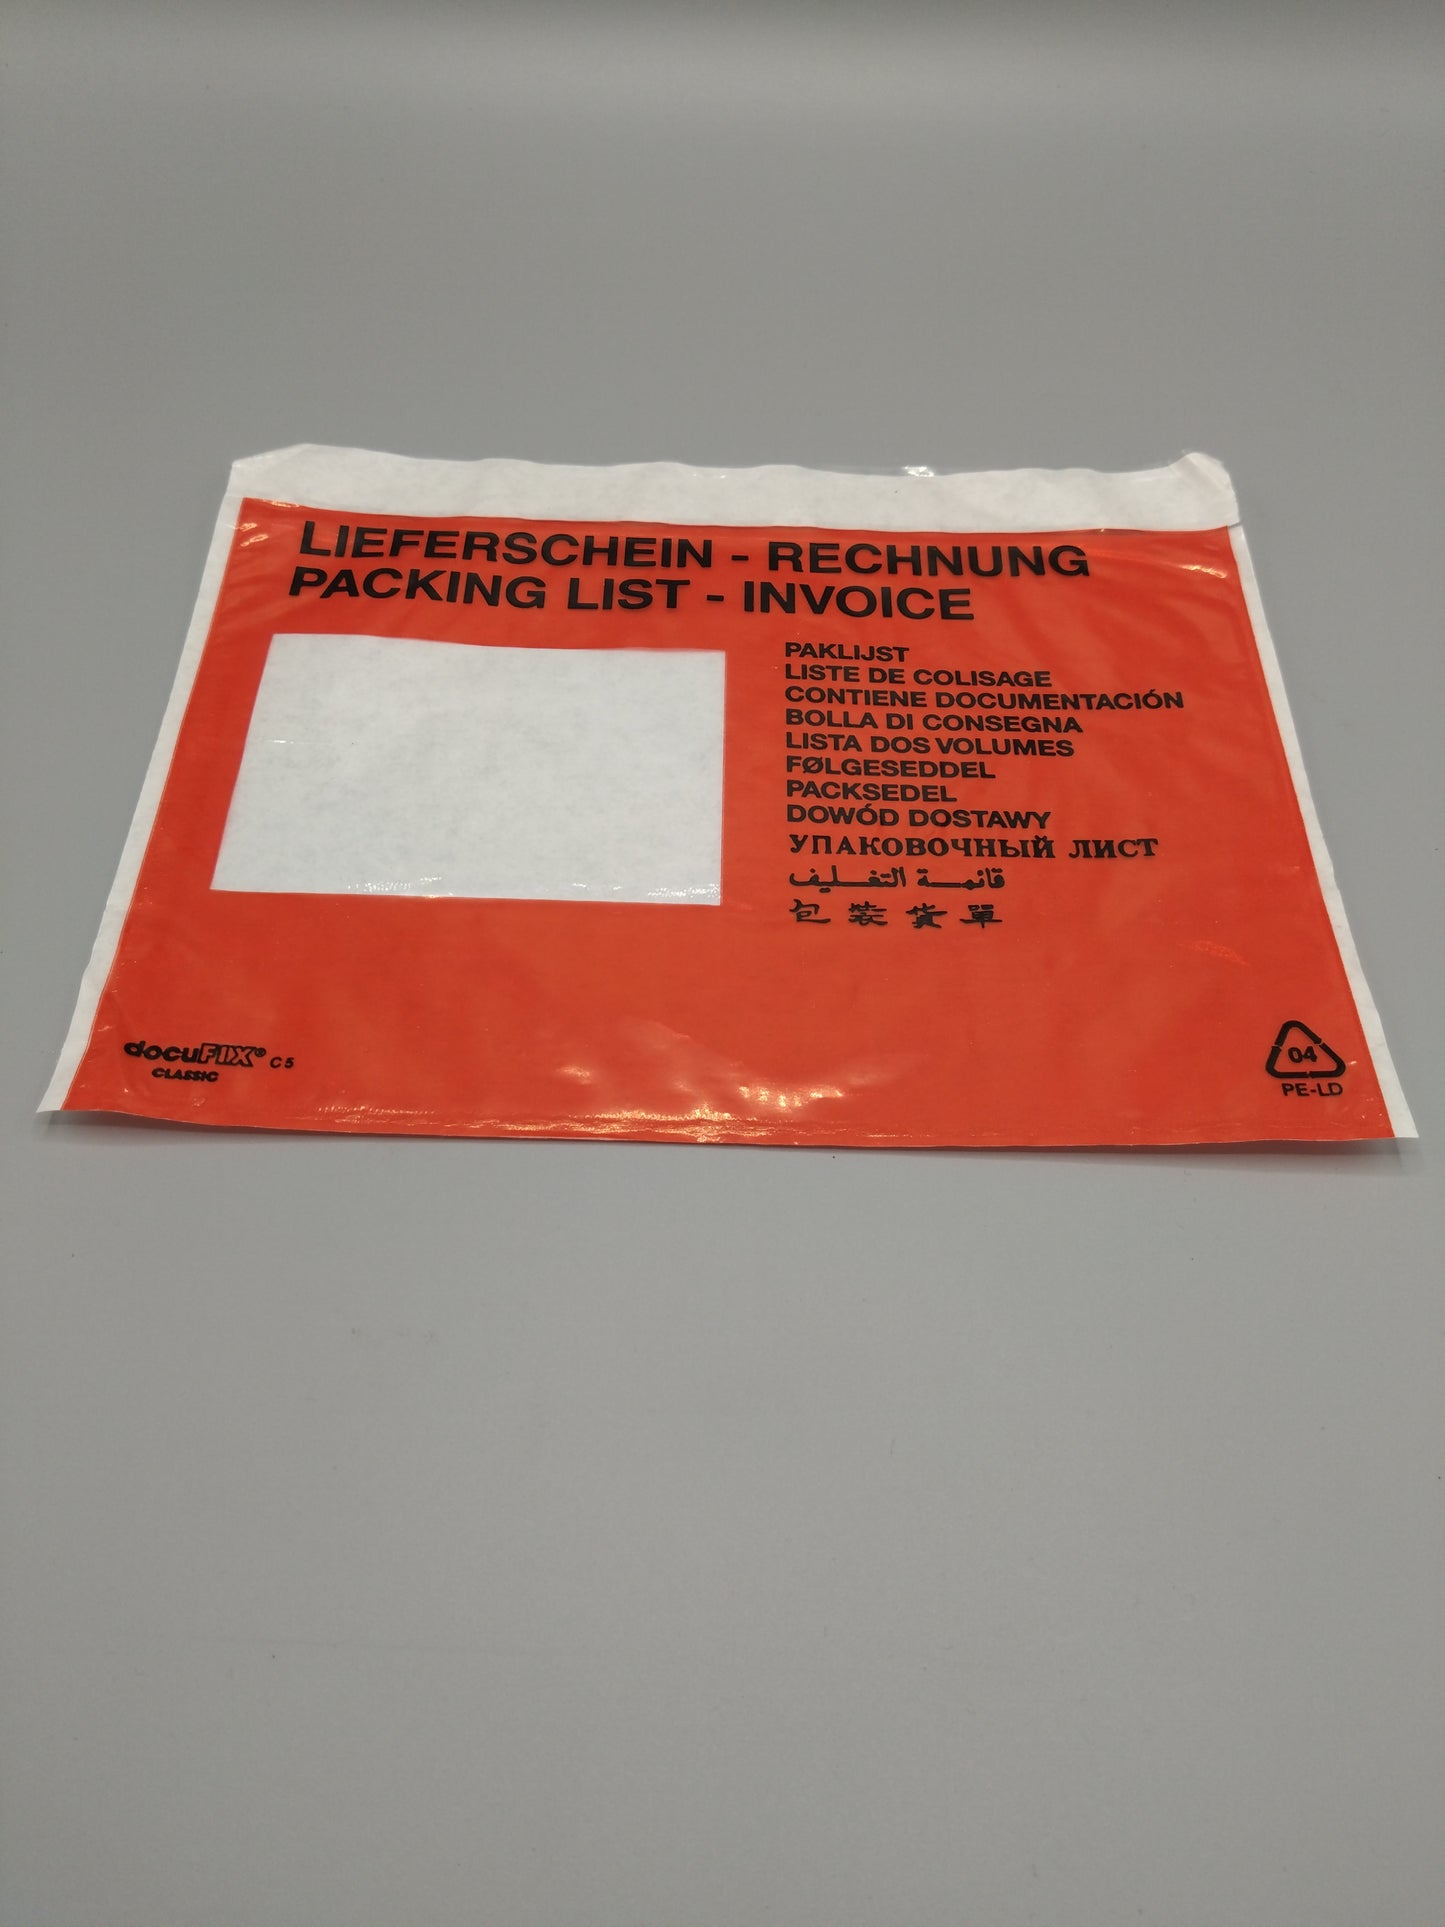 LIEFERSCHEIN - RECHNUNG
PACKING LIST - INVOICE
PAKLIJST
LISTE DE COLISAGE
CONTIENE DOCUMENTACIÓN
BOLLA DI CONSEGNA
LISTA DOS VOLUMES
FØLGESEDDEL
PACKSEDEL
DOWÓD DOSTAWY
УПАКОВОЧНЫЙ ЛИСТ
قائمة التغليف
包裝货單
docuFIX® C5
CLASSIC
04
PE-LD